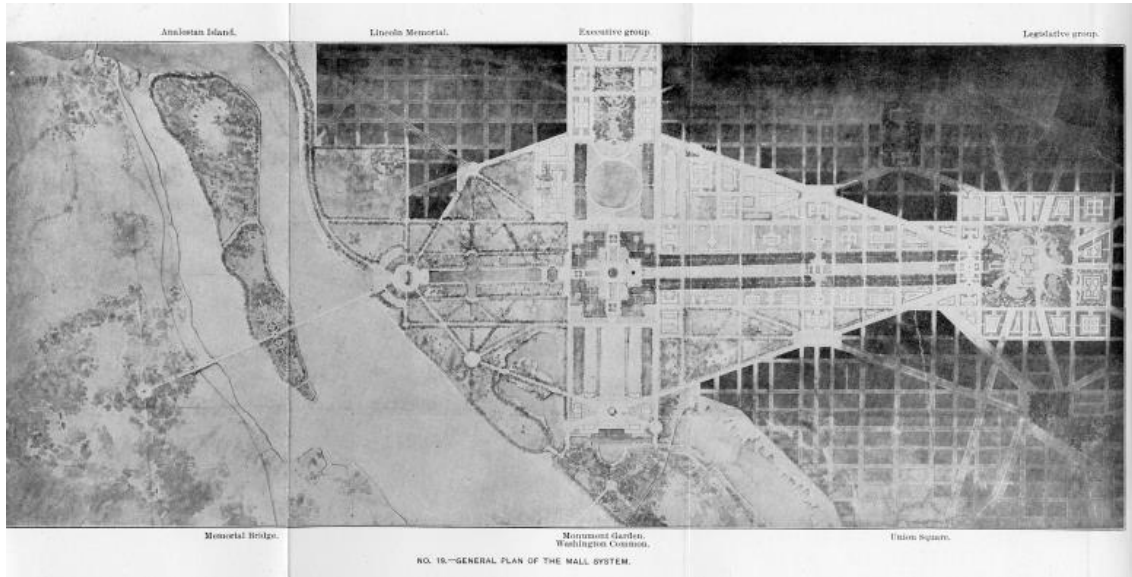 Analostan Island.
Lincoln Memorial.
Executive group.
Legislative group.
Memorial Bridge.
Monument Garden.
Washington Common.
Union Square.
NO. 19.—GENERAL PLAN OF THE MALL SYSTEM.